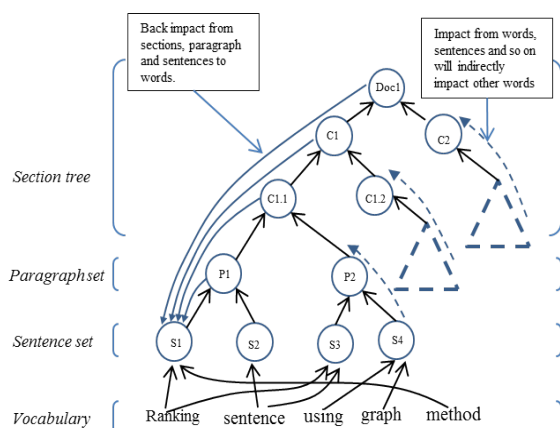 Back impact from
sections, paragraph
and sentences to
words.
Impact from words,
sentences and so on
will indirectly
impact other words
Doc1
C1
C2
Section tree
C1.1
C1.2
Paragraph set
P1
P2
Sentence set
S1
S2
S3
S4
Vocabulary
Ranking
sentence
using
graph
method